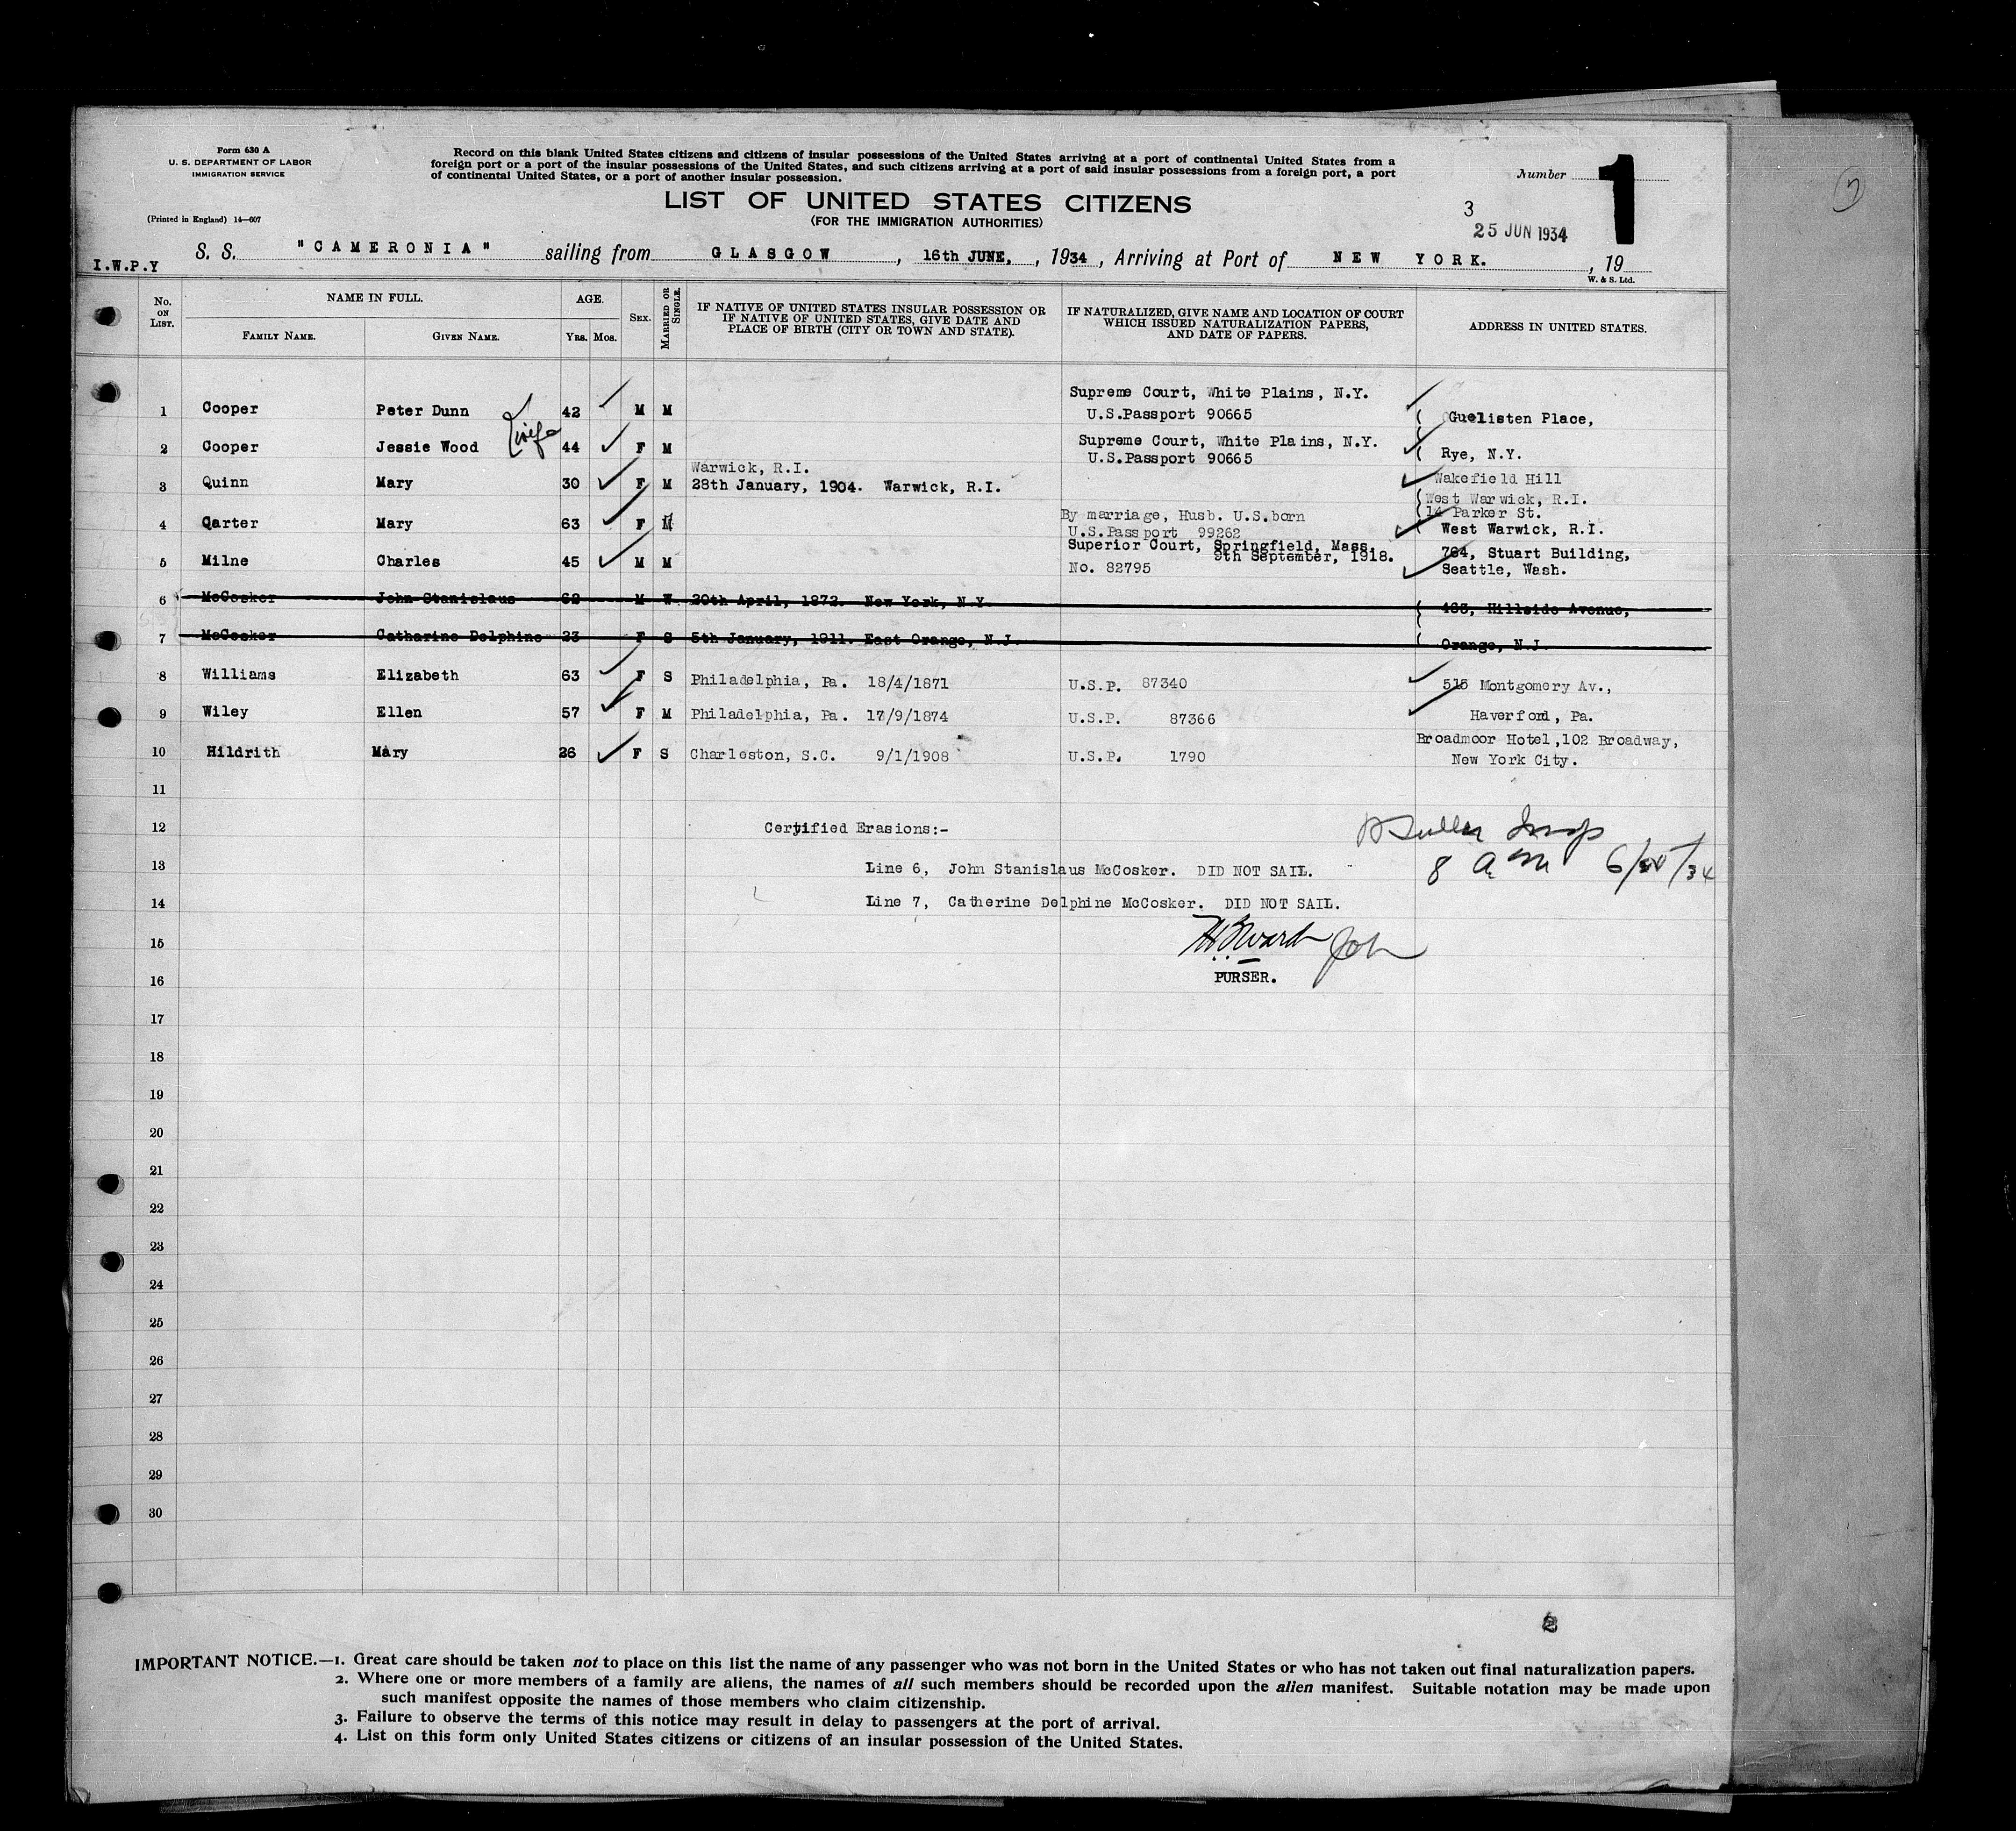 Form 630 A
U. S. DEPARTMENT OF LABOR
IMMIGRATION SERVICE
(Printed in England) 14—607
Record on this blank United States citizens and citizens of insular possessions of the United States arriving at a port of continental United States from a
foreign port or a port of the insular possessions of the United States, and such citizens arriving at a port of said insular possessions from a foreign port, a port
of continental United States, or a port of another insular possession.
Number 1
LIST OF UNITED STATES CITIZENS
(FOR THE IMMIGRATION AUTHORITIES)
3
25 JUN 1934
I.W.P.Y
S. S. "CAMERONIA" sailing from GLASGOW, 16th JUNE, 1934, Arriving at Port of NEW YORK. , 19
W. & S. Ltd.
No. ON LIST. NAME IN FULL. FAMILY NAME. GIVEN NAME. AGE. YRS. MOS. SEX. MARRIED OR SINGLE. IF NATIVE OF UNITED STATES INSULAR POSSESSION OR IF NATIVE OF UNITED STATES, GIVE DATE AND PLACE OF BIRTH (CITY OR TOWN AND STATE). IF NATURALIZED, GIVE NAME AND LOCATION OF COURT WHICH ISSUED NATURALIZATION PAPERS, AND DATE OF PAPERS. ADDRESS IN UNITED STATES.
Supreme Court, White Plains, N.Y.
1 Cooper Peter Dunn 42 M M U.S.Passport 90665 Guelisten Place,
wife
Supreme Court, White Plains, N.Y.
2 Cooper Jessie Wood 44 F M U.S.Passport 90665 Rye, N.Y.
Warwick, R.I.
3 Quinn Mary 30 F M 28th January, 1904. Warwick, R.I. Wakefield Hill
West Warwick, R.I.
By marriage, Husb. U.S.born 14 Parker St.
4 Qarter Mary 63 F M U.S.Passport 99262 West Warwick, R.I.
Superior Court, Springfield, Mass.
9th September, 1918.
5 Milne Charles 45 M M No. 82795 784, Stuart Building,
Seattle, Wash.
6 McCosker John Stanislaus 62 M W 20th April, 1872. New York, N.Y. 483, Hillside Avenue,
7 McCosker Catharine Delphine 23 F S 5th January, 1911. East Orange, N.J. Orange, N.J.
8 Williams Elizabeth 63 F S Philadelphia, Pa. 18/4/1871 U.S.P. 87340 515 Montgomery Av.,
9 Wiley Ellen 57 F M Philadelphia, Pa. 17/9/1874 U.S.P. 87366 Haverford, Pa.
Broadmoor Hotel,102 Broadway,
10 Hildrith Mary 26 F S Charleston, S.C. 9/1/1908 U.S.P. 1790 New York City.
11
12 Certified Erasions:-
13 Line 6, John Stanislaus McCosker. DID NOT SAIL.
8 am
14 Line 7, Catherine Delphine McCosker. DID NOT SAIL.
15
16 PURSER.
17
18
19
20
21
22
23
24
25
26
27
28
29
30
IMPORTANT NOTICE.—1. Great care should be taken not to place on this list the name of any passenger who was not born in the United States or who has not taken out final naturalization papers.
2. Where one or more members of a family are aliens, the names of all such members should be recorded upon the alien manifest. Suitable notation may be made upon
such manifest opposite the names of those members who claim citizenship.
3. Failure to observe the terms of this notice may result in delay to passengers at the port of arrival.
4. List on this form only United States citizens or citizens of an insular possession of the United States.